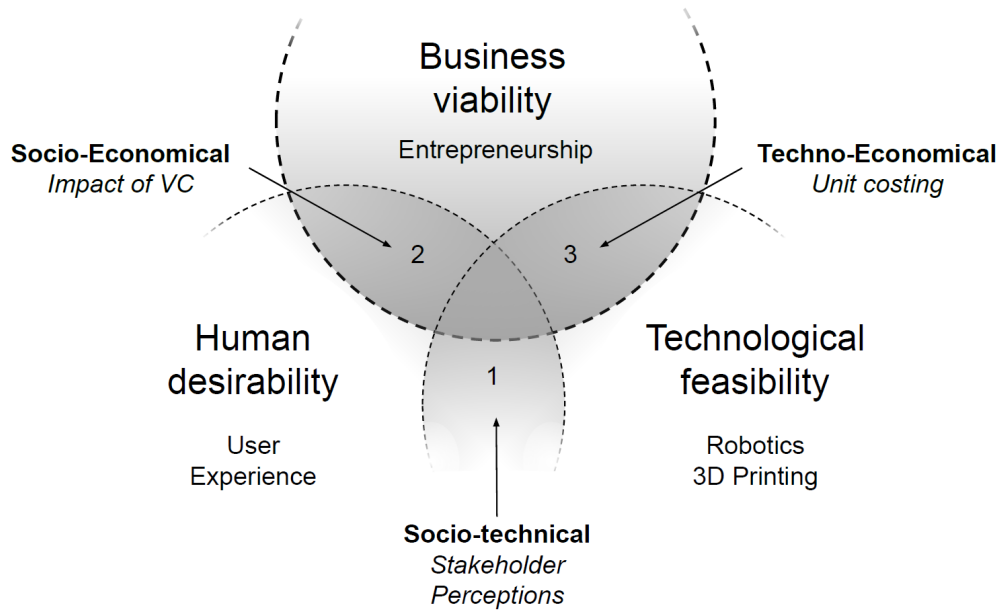 Business
viability
Entrepreneurship
Socio-Economical
Impact of VC
Techno-Economical
Unit costing
2
3
Human
desirability
User
Experience
1
Technological
feasibility
Robotics
3D Printing
Socio-technical
Stakeholder
Perceptions